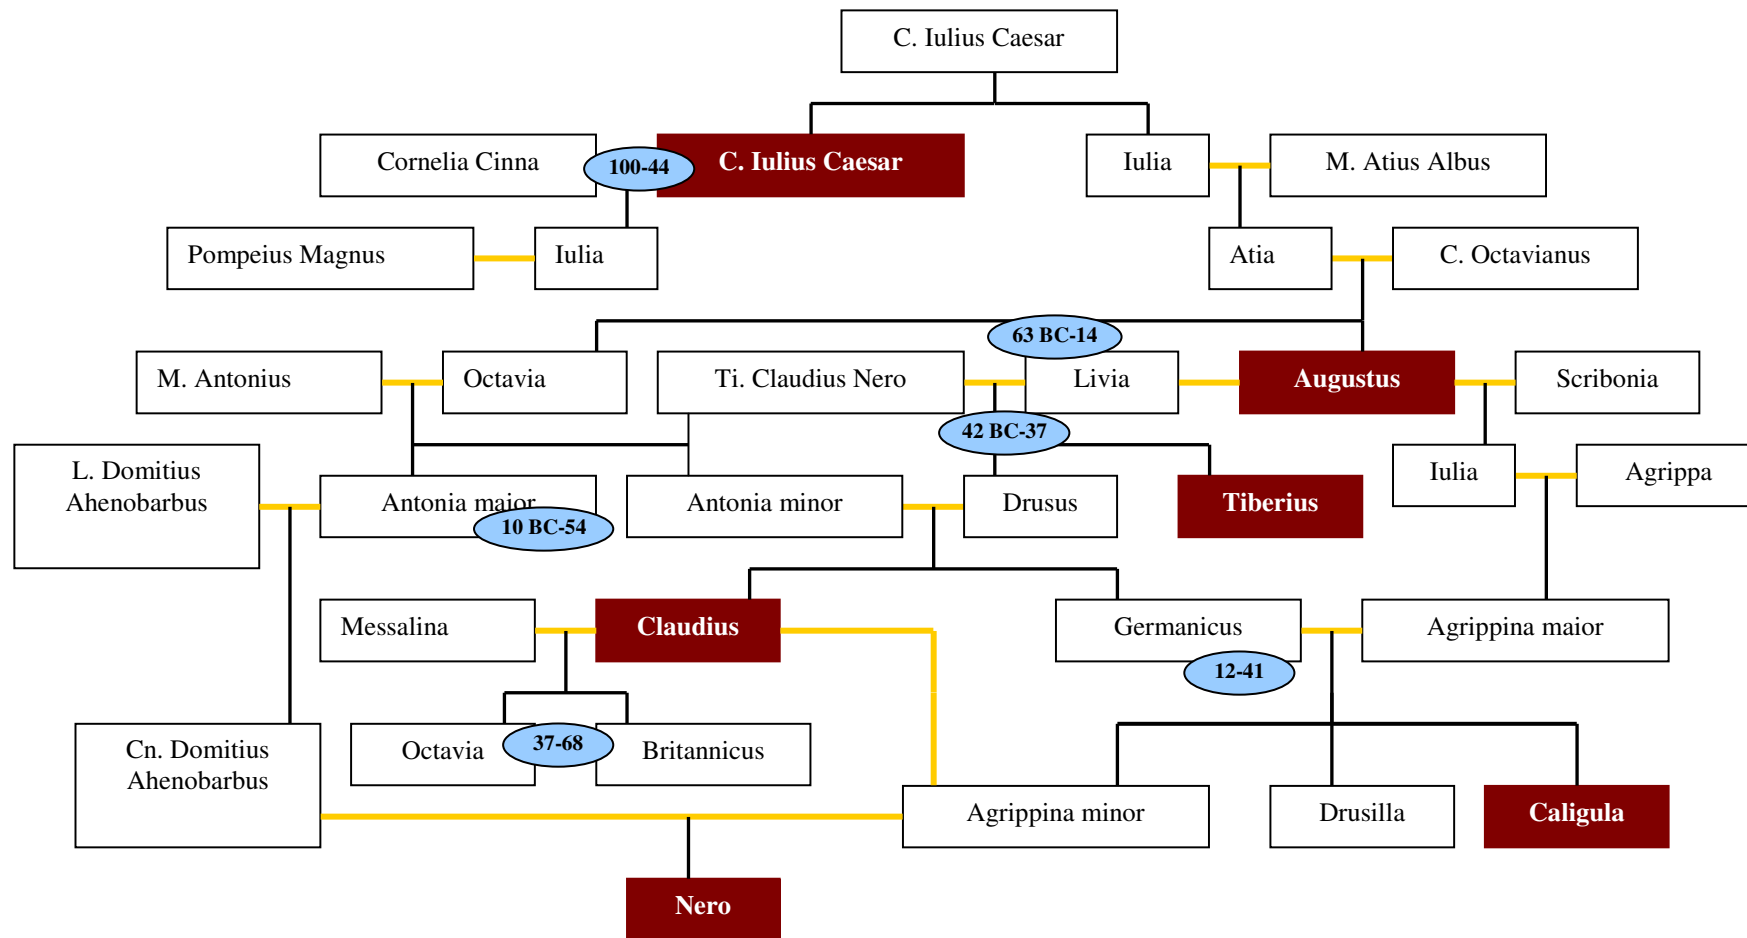 C. Iulius Caesar
Cornelia Cinna
100-44
C. Iulius Caesar
Iulia
M. Atius Albus
Pompeius Magnus
Iulia
Atia
C. Octavianus
63 BC-14
M. Antonius
Octavia
Ti. Claudius Nero
Livia
Augustus
Scribonia
42 BC-37
L. Domitius
Ahenobarbus
Antonia maior
10 BC-54
Antonia minor
Drusus
Tiberius
Iulia
Agrippa
Messalina
Claudius
Germanicus
12-41
Agrippina maior
Cn. Domitius
Ahenobarbus
Octavia
37-68
Britannicus
Agrippina minor
Drusilla
Caligula
Nero